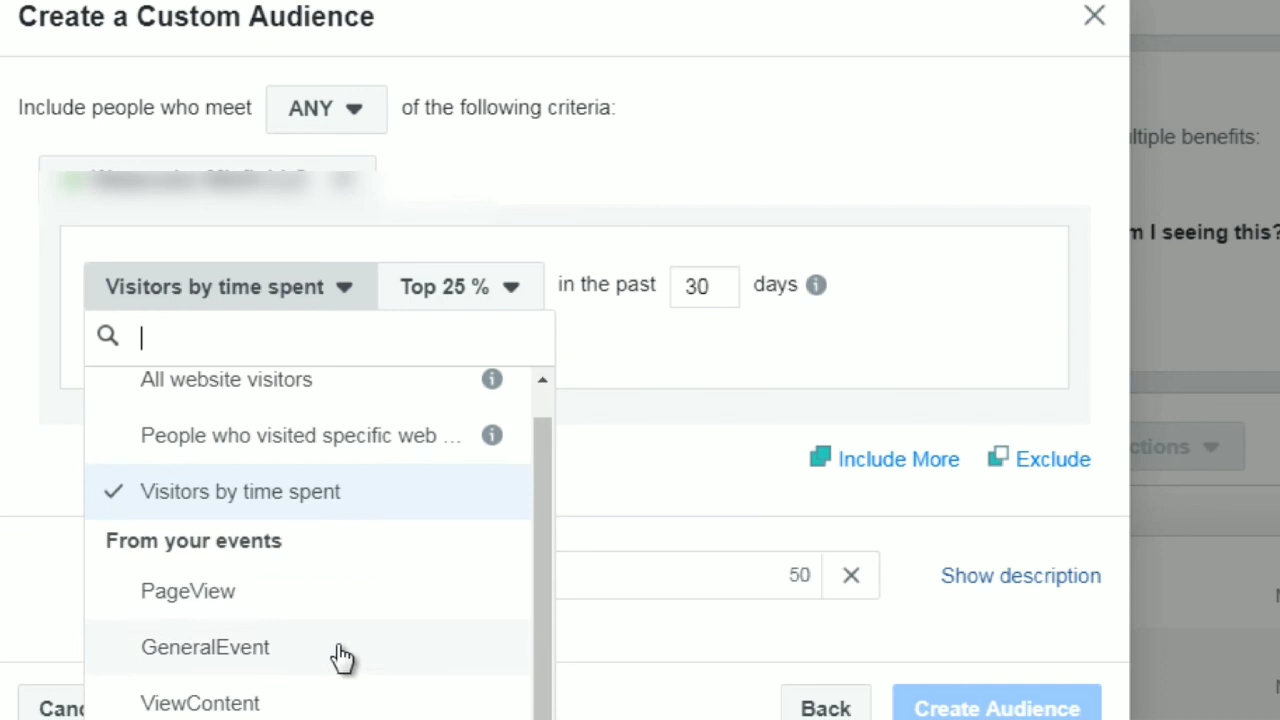 Create a Custom Audience
Include people who meet ANY of the following criteria:
ltiple benefits:
m I seeing this?
Visitors by time spent Top 25 % in the past 30 days
All website visitors
People who visited specific web ...
Include More Exclude
ctions
Visitors by time spent
From your events
50 Show description
PageView
GeneralEvent
ViewContent
Canc Back Create Audience